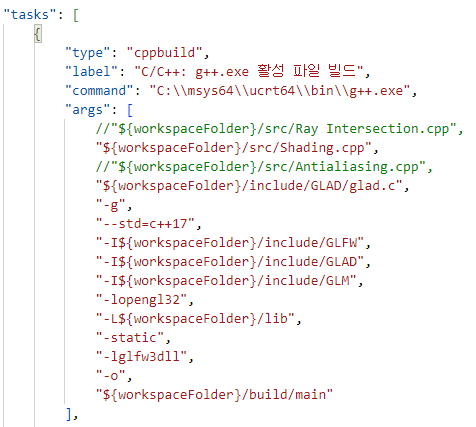 "tasks": [
{
"type": "cppbuild",
"label": "C/C++: g++.exe 활성 파일 빌드",
"command": "C:\\msys64\\ucrt64\\bin\\g++.exe",
"args": [
//"${workspaceFolder}/src/Ray Intersection.cpp",
"${workspaceFolder}/src/Shading.cpp",
//"${workspaceFolder}/src/Antialiasing.cpp",
"${workspaceFolder}/include/GLAD/glad.c",
"-g",
"--std=c++17",
"-I${workspaceFolder}/include/GLFW",
"-I${workspaceFolder}/include/GLAD",
"-I${workspaceFolder}/include/GLM",
"-lopengl32",
"-L${workspaceFolder}/lib",
"-static",
"-lglfw3dll",
"-o",
"${workspaceFolder}/build/main"
],